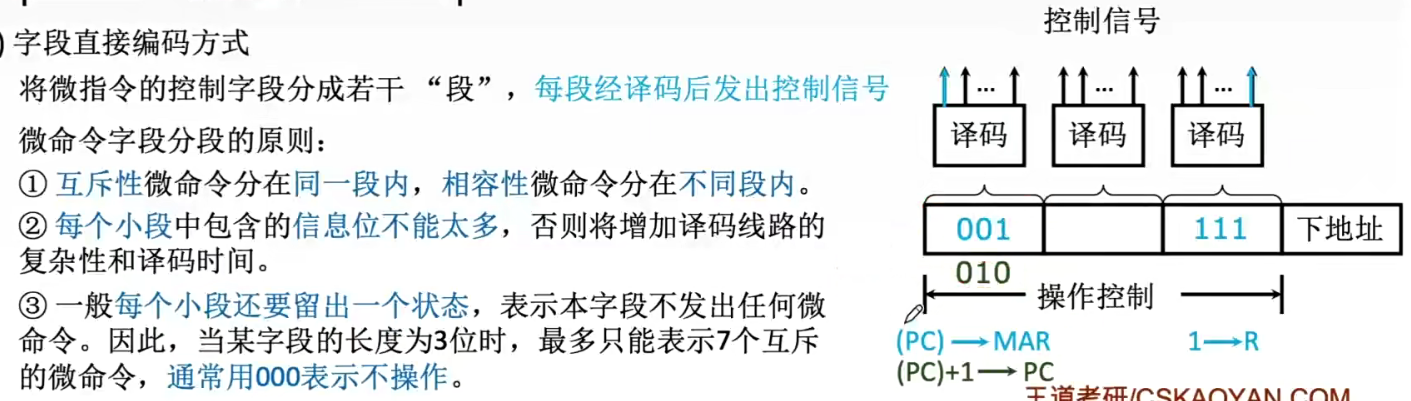 ) 字段直接编码方式
将微指令的控制字段分成若干 “段”，每段经译码后发出控制信号
微命令字段分段的原则：
① 互斥性微命令分在同一段内，相容性微命令分在不同段内。
② 每个小段中包含的信息位不能太多，否则将增加译码线路的
复杂性和译码时间。
③ 一般每个小段还要留出一个状态，表示本字段不发出任何微
命令。因此，当某字段的长度为3位时，最多只能表示7个互斥
的微命令，通常用000表示不操作。
控制信号
... ... ...
译码 译码 译码
001 111 下地址
010
操作控制
(PC) → MAR 1→R
(PC)+1→ PC
王道考研/CSKAOYAN.COM